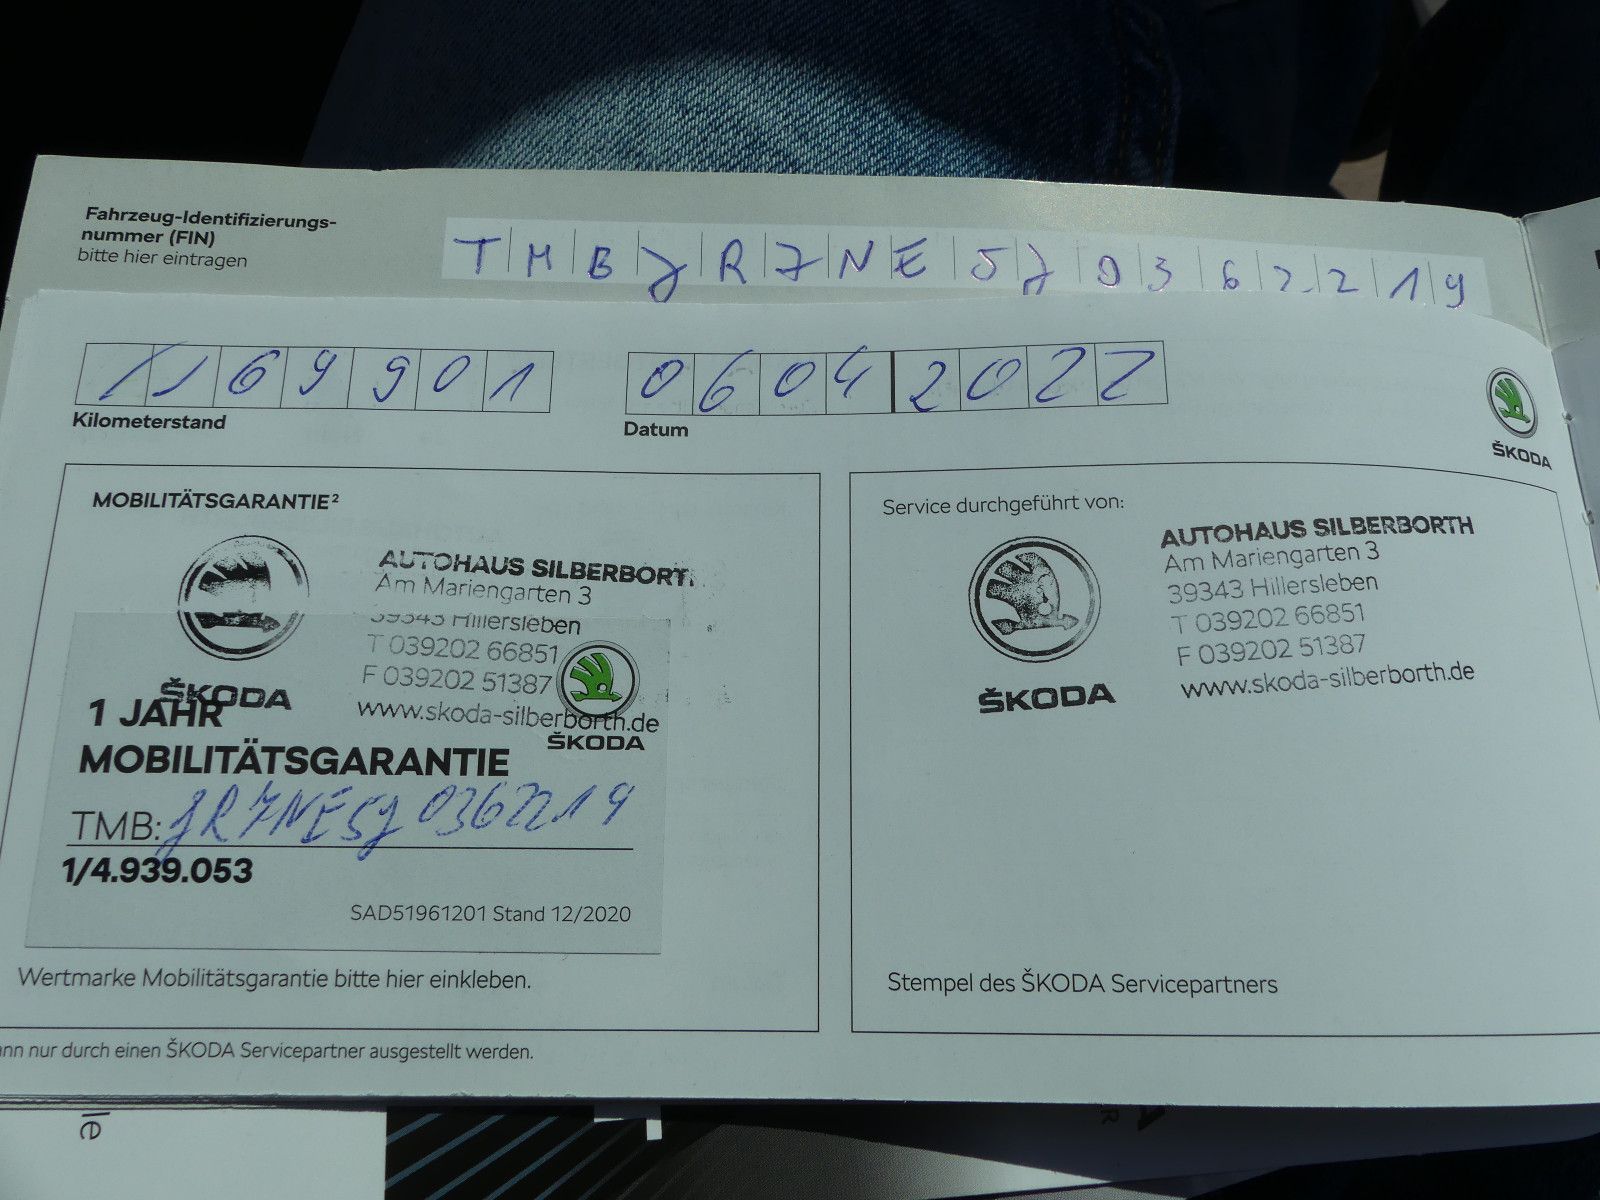 Fahrzeug-Identifizierungs-
nummer (FIN)
bitte hier eintragen
TMBJR7NE5J0362219
69901
06042022
Kilometerstand
Datum
ŠKODA
MOBILITÄTSGARANTIE²
AUTOHAUS SILBERBORT
Am Mariengarten 3
39343 Hillersleben
T 039202 66851
F 039202 51387
www.skoda-silberborth.de
ŠKODA
1 JAHR
MOBILITÄTSGARANTIE
ŠKODA
TMB: JR7NE5J0362219
1/4.939.053
SAD51961201 Stand 12/2020
Wertmarke Mobilitätsgarantie bitte hier einkleben.
Service durchgeführt von:
AUTOHAUS SILBERBORTH
Am Mariengarten 3
39343 Hillersleben
T 039202 66851
F 039202 51387
www.skoda-silberborth.de
ŠKODA
Stempel des ŠKODA Servicepartners
ann nur durch einen ŠKODA Servicepartner ausgestellt werden.
le